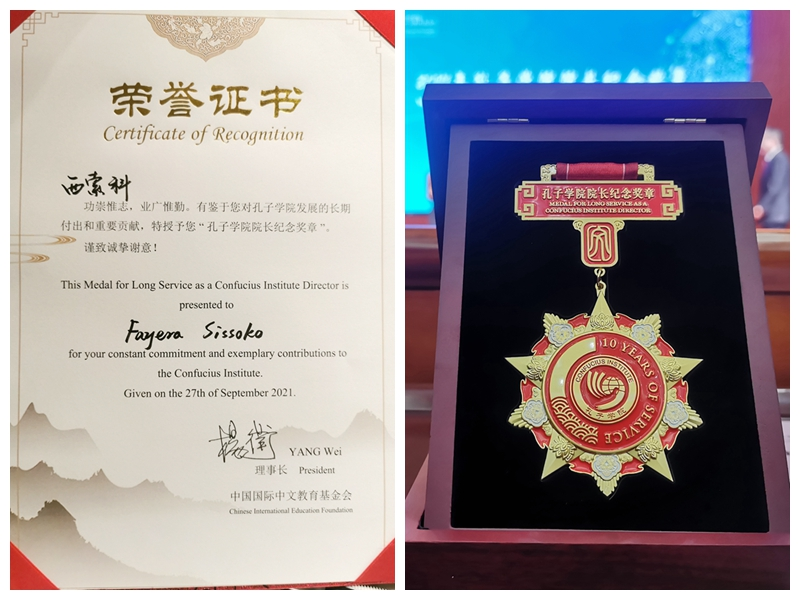 荣誉证书
Certificate of Recognition
西索科
功崇惟志，业广惟勤。有鉴于您对孔子学院发展的长期
付出和重要贡献，特授予您“孔子学院院长纪念奖章”。
谨致诚挚谢意！
This Medal for Long Service as a Confucius Institute Director is
presented to
Fayera Sissoko
for your constant commitment and exemplary contributions to
the Confucius Institute.
Given on the 27th of September 2021.
YANG Wei
理事长 President
中国国际中文教育基金会
Chinese International Education Foundation
孔子学院院长纪念奖章
MEDAL FOR LONG SERVICE AS A
CONFUCIUS INSTITUTE DIRECTOR
10 YEARS' OF SERVICE
CONFUCIUS INSTITUTE
孔子学院